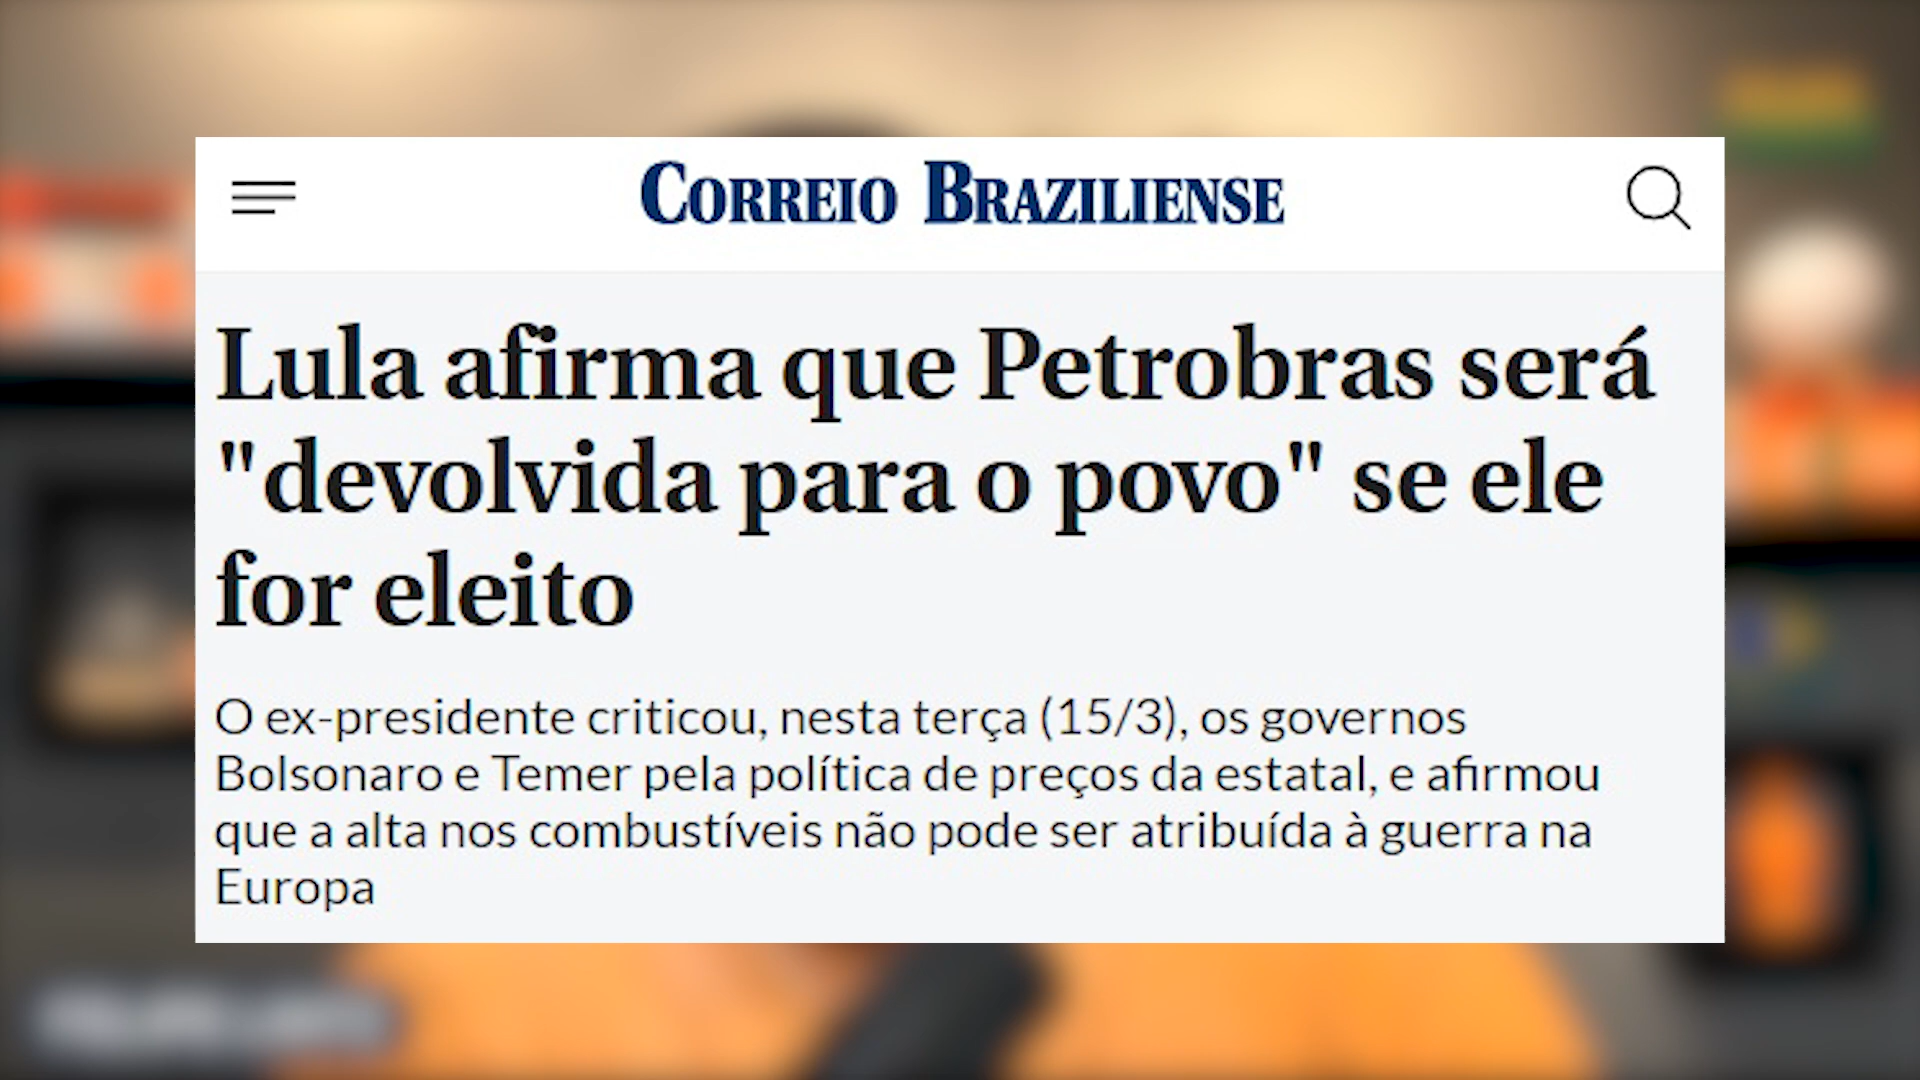 CORREIO BRAZILIENSE
Lula afirma que Petrobras será
"devolvida para o povo" se ele
for eleito
O ex-presidente criticou, nesta terça (15/3), os governos
Bolsonaro e Temer pela política de preços da estatal, e afirmou
que a alta nos combustíveis não pode ser atribuída à guerra na
Europa